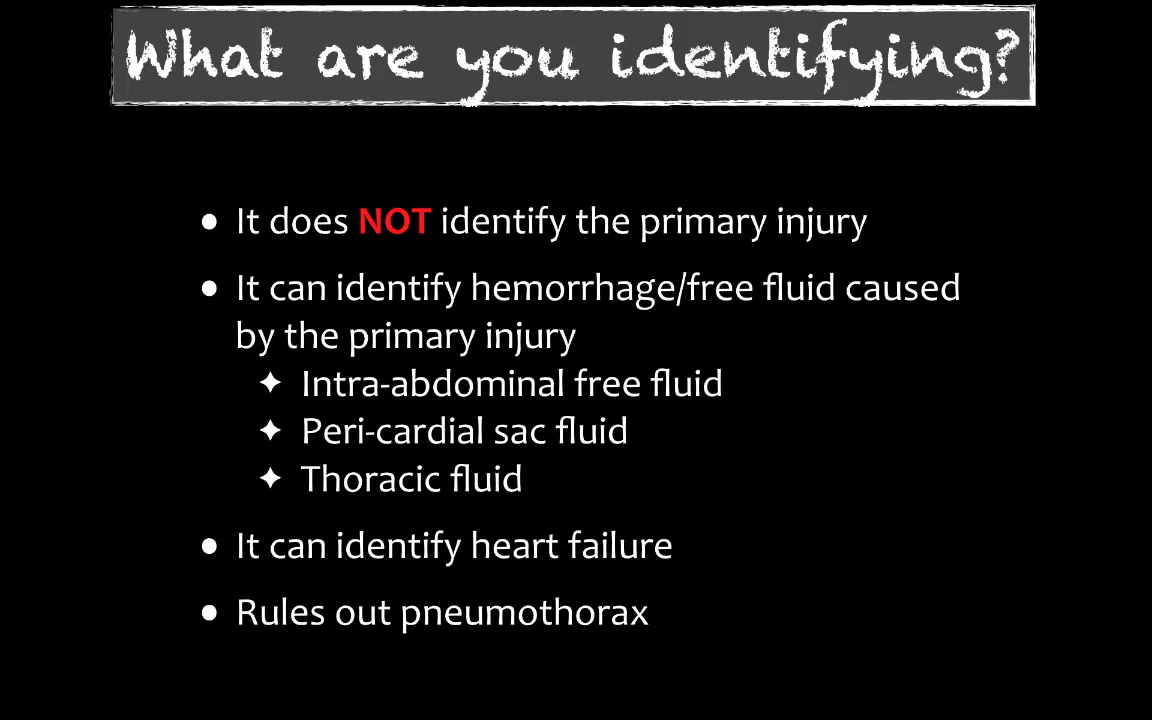 What are you identifying?
• It does NOT identify the primary injury
• It can identify hemorrhage/free fluid caused
by the primary injury
✦ Intra-abdominal free fluid
✦ Peri-cardial sac fluid
✦ Thoracic fluid
• It can identify heart failure
• Rules out pneumothorax